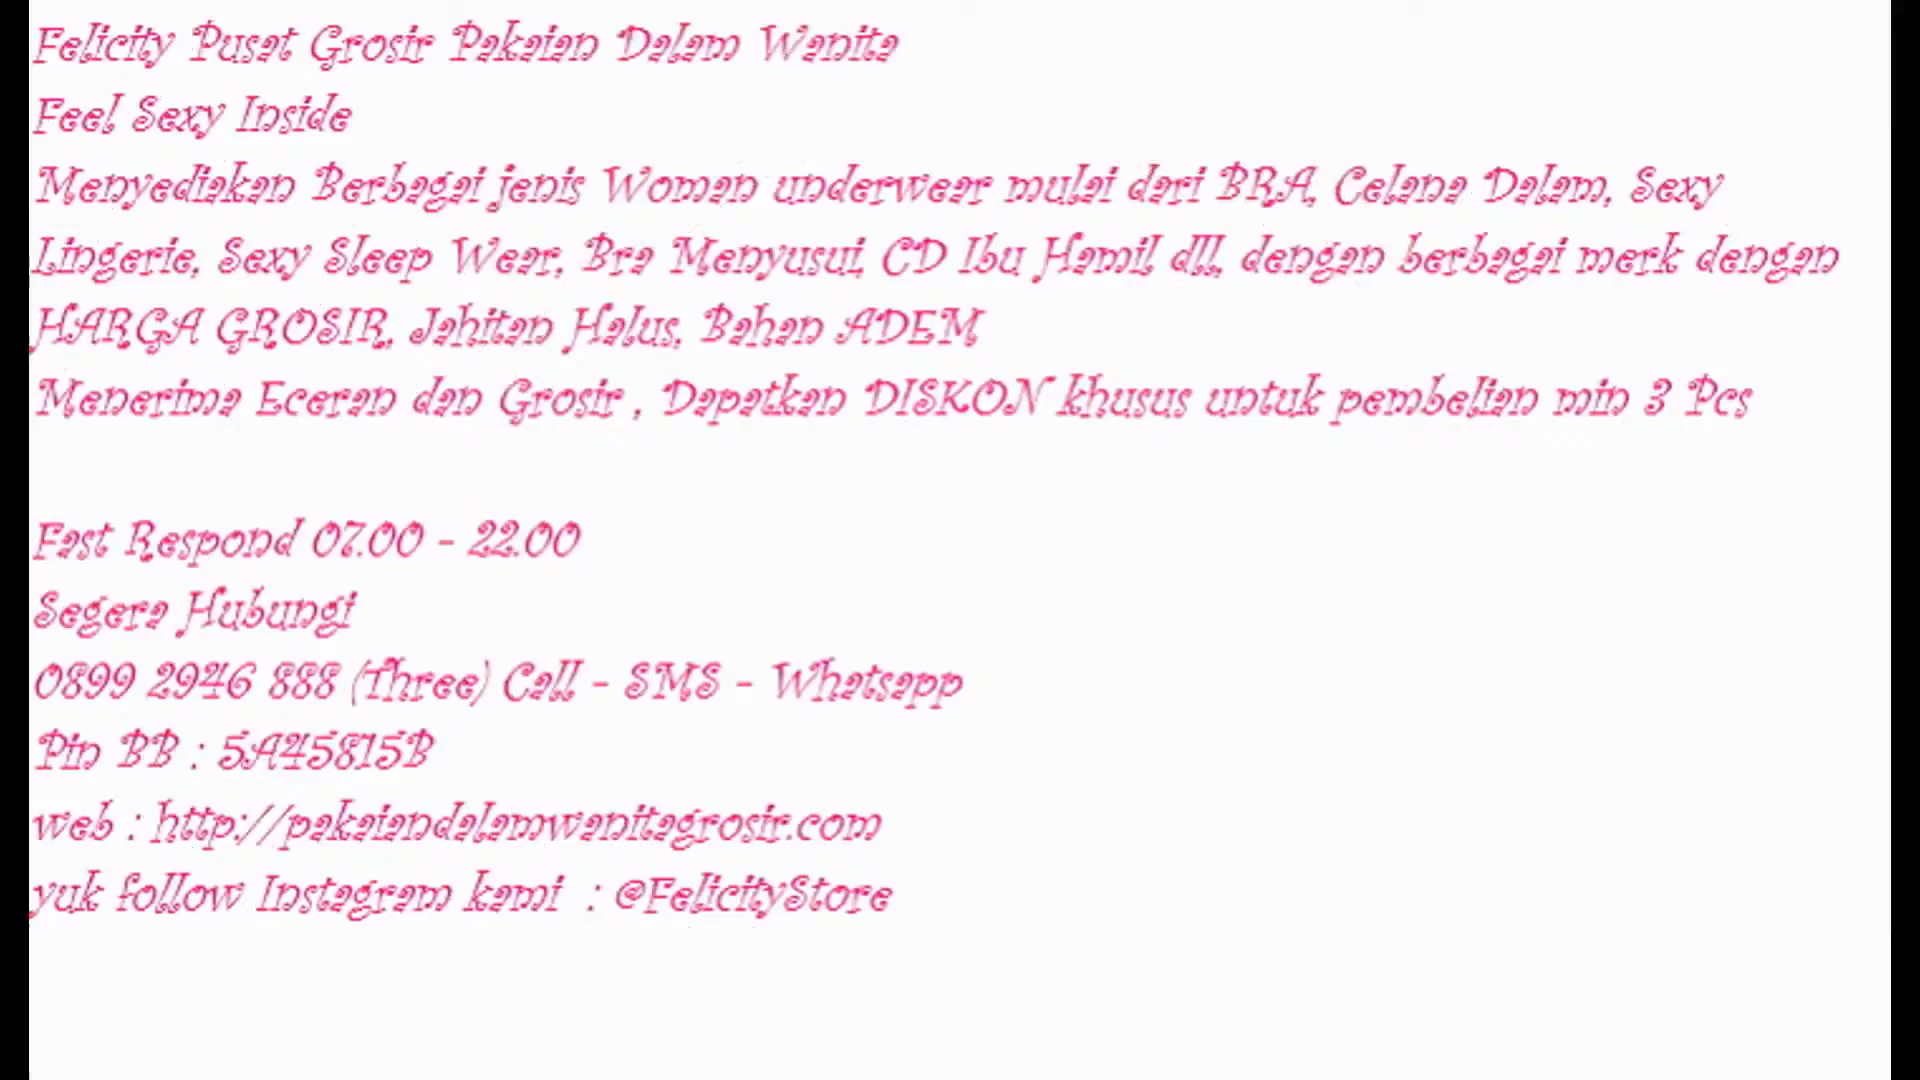 Felicity Pusat Grosir Pakaian Dalam Wanita
Feel Sexy Inside
Menyediakan Berbagai jenis Woman underwear mulai dari BRA, Celana Dalam, Sexy
Lingerie, Sexy Sleep Wear, Bra Menyusui, CD Ibu Hamil dll, dengan berbagai merk dengan
HARGA GROSIR, Jahitan Halus, Bahan ADEM
Menerima Eceran dan Grosir , Dapatkan DISKON khusus untuk pembelian min 3 Pcs
Fast Respond 07.00 - 22.00
Segera Hubungi
0899 2946 888 (Three) Call - SMS - Whatsapp
Pin BB : 5A45815B
web : http://pakaiandalamwanitagrosir.com
yuk follow Instagram kami : @FelicityStore